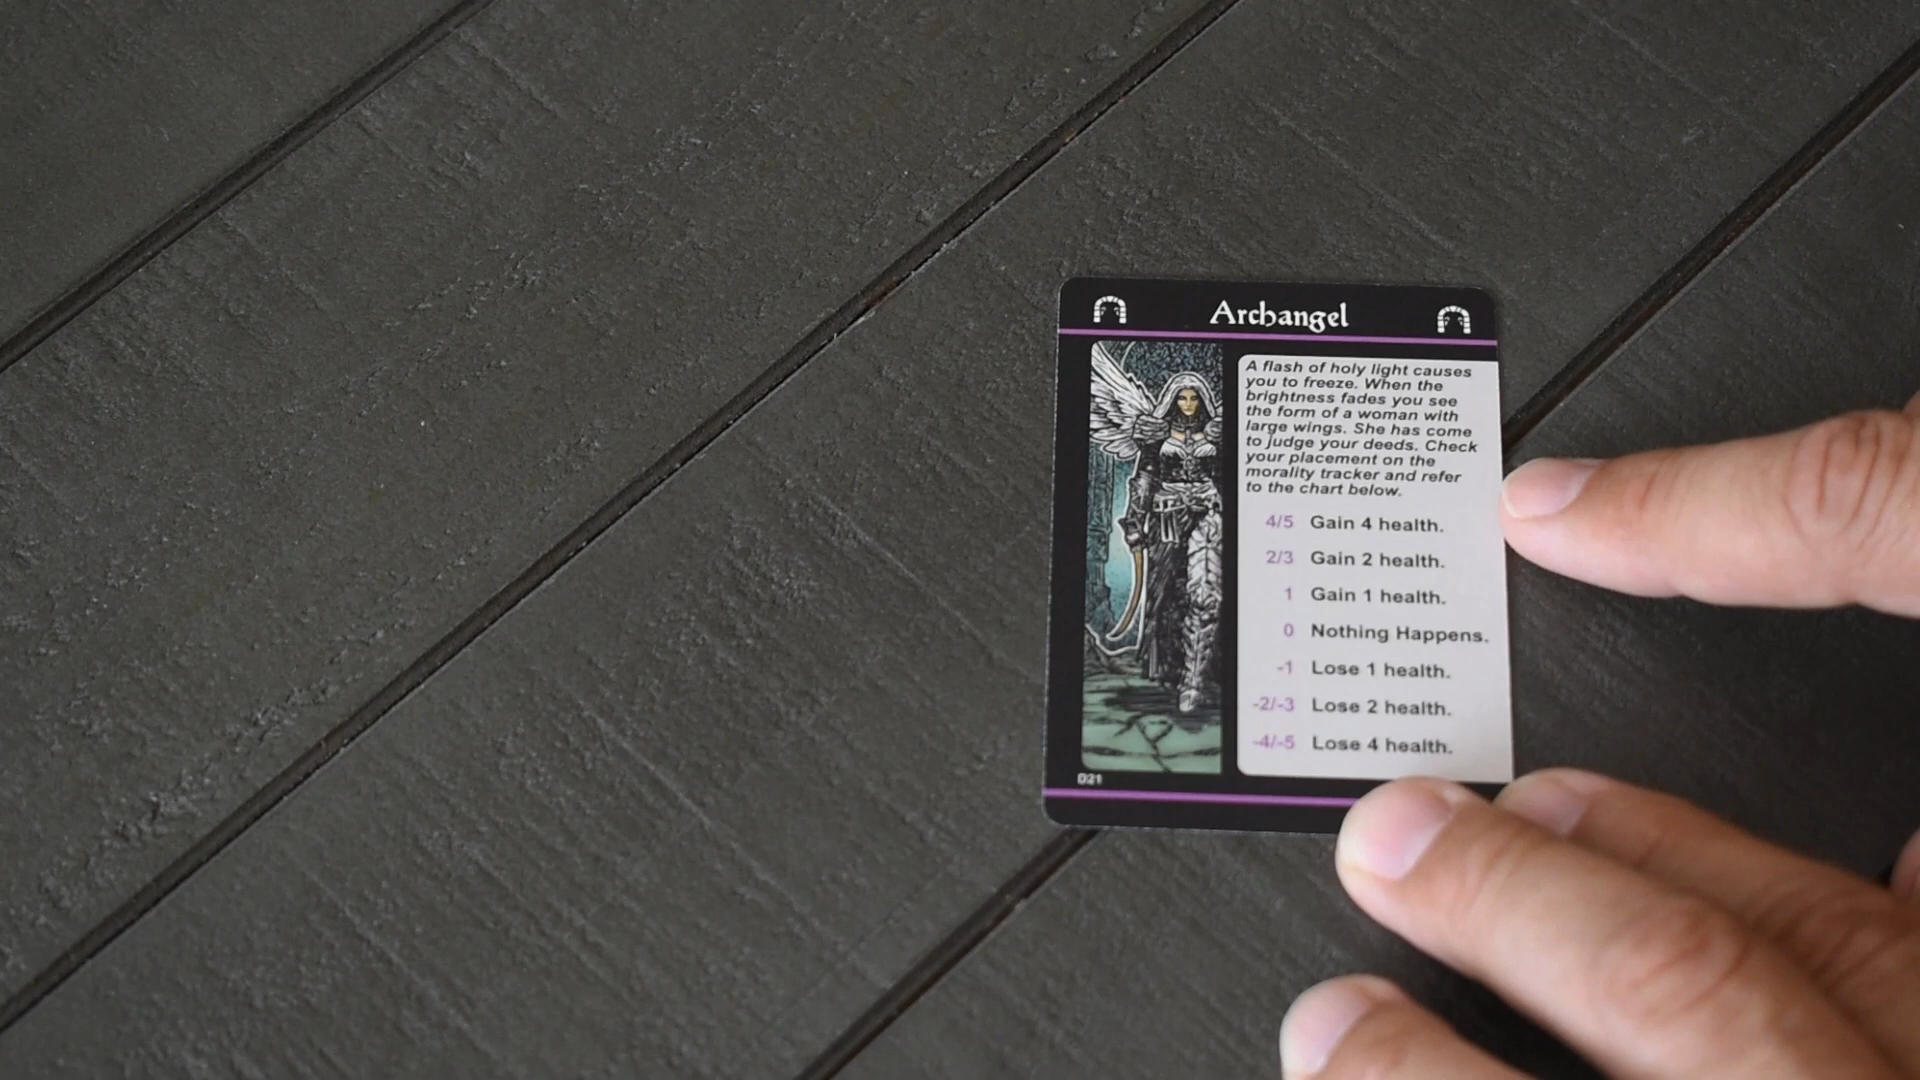 Archangel
A flash of holy light causes
you to freeze. When the
brightness fades you see
the form of a woman with
large wings. She has come
to judge your deeds. Check
your placement on the
morality tracker and refer
to the chart below.
4/5 Gain 4 health.
2/3 Gain 2 health.
1 Gain 1 health.
0 Nothing Happens.
-1 Lose 1 health.
-2/-3 Lose 2 health.
-4/-5 Lose 4 health.
D21